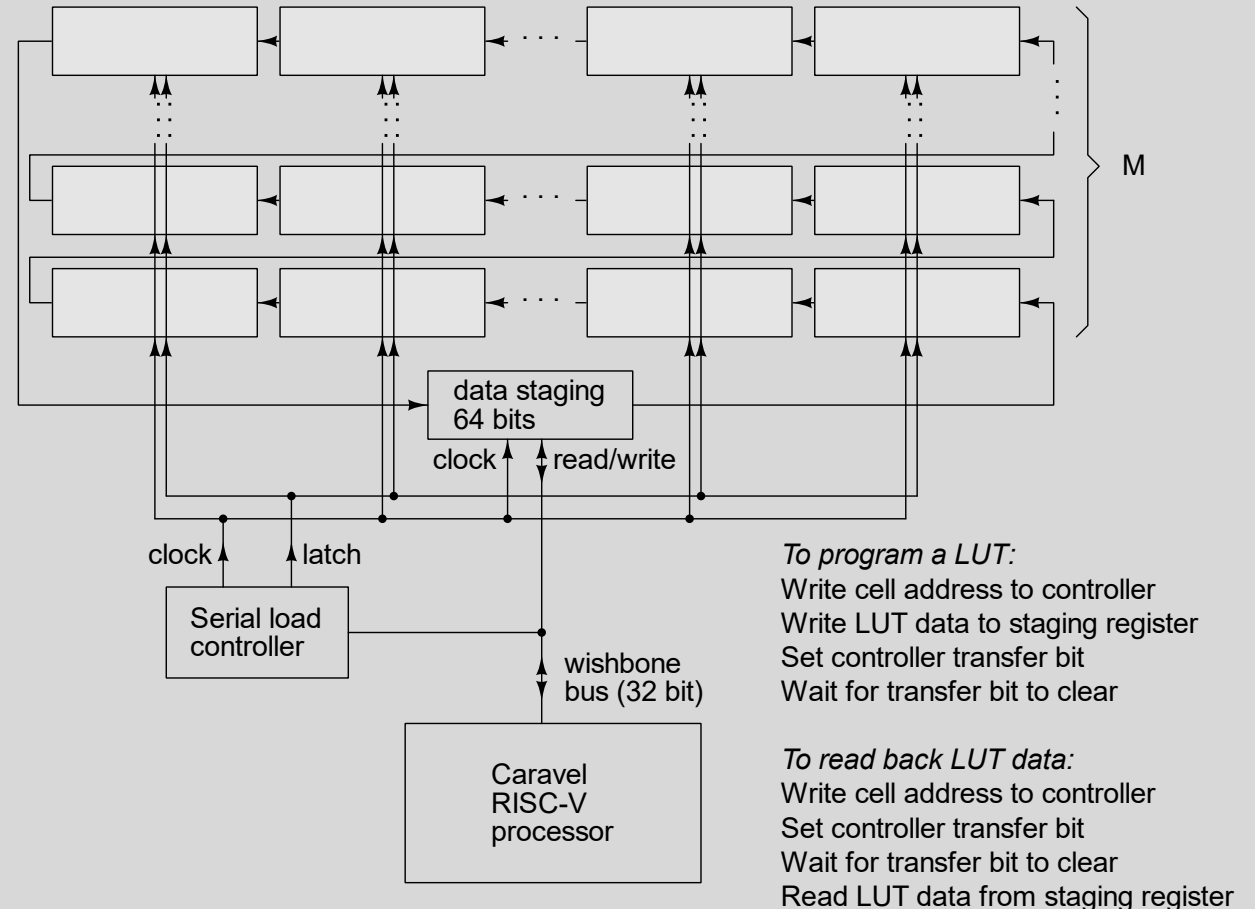 . . .
M
. . .
. . .
data staging
64 bits
clock
read/write
clock
latch
Serial load
controller
wishbone
bus (32 bit)
Caravel
RISC-V
processor
To program a LUT:
Write cell address to controller
Write LUT data to staging register
Set controller transfer bit
Wait for transfer bit to clear
To read back LUT data:
Write cell address to controller
Set controller transfer bit
Wait for transfer bit to clear
Read LUT data from staging register